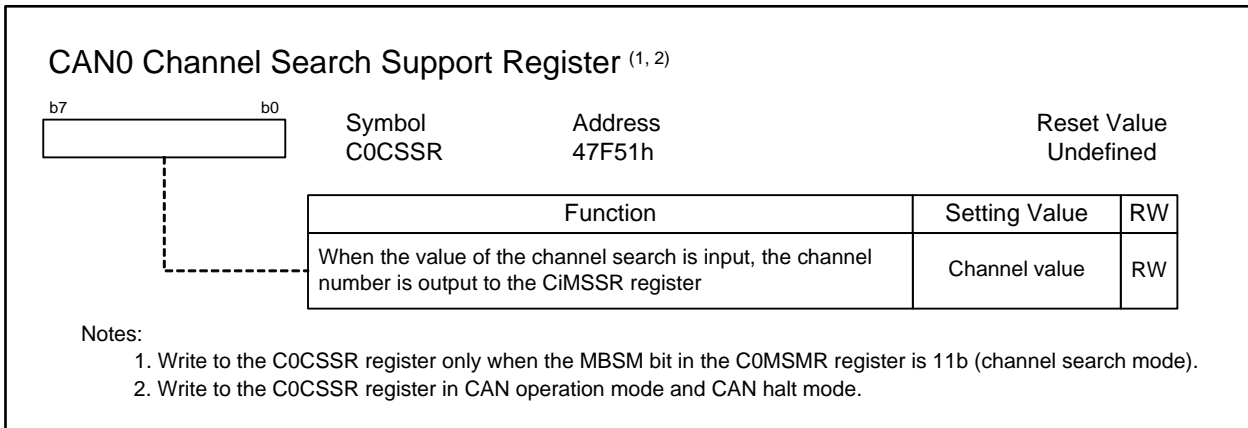 CAN0 Channel Search Support Register (1, 2)
b7 b0
Symbol Address Reset Value
C0CSSR 47F51h Undefined
Function Setting Value RW
When the value of the channel search is input, the channel
number is output to the CiMSSR register
Channel value RW
Notes:
1. Write to the C0CSSR register only when the MBSM bit in the C0MSMR register is 11b (channel search mode).
2. Write to the C0CSSR register in CAN operation mode and CAN halt mode.